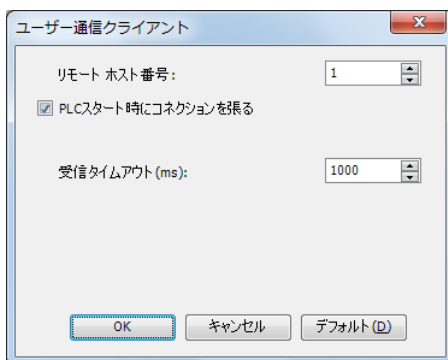 ユーザー通信クライアント
リモート ホスト番号:
1
PLCスタート時にコネクションを張る
受信タイムアウト(ms):
1000
OK
キャンセル
デフォルト(D)